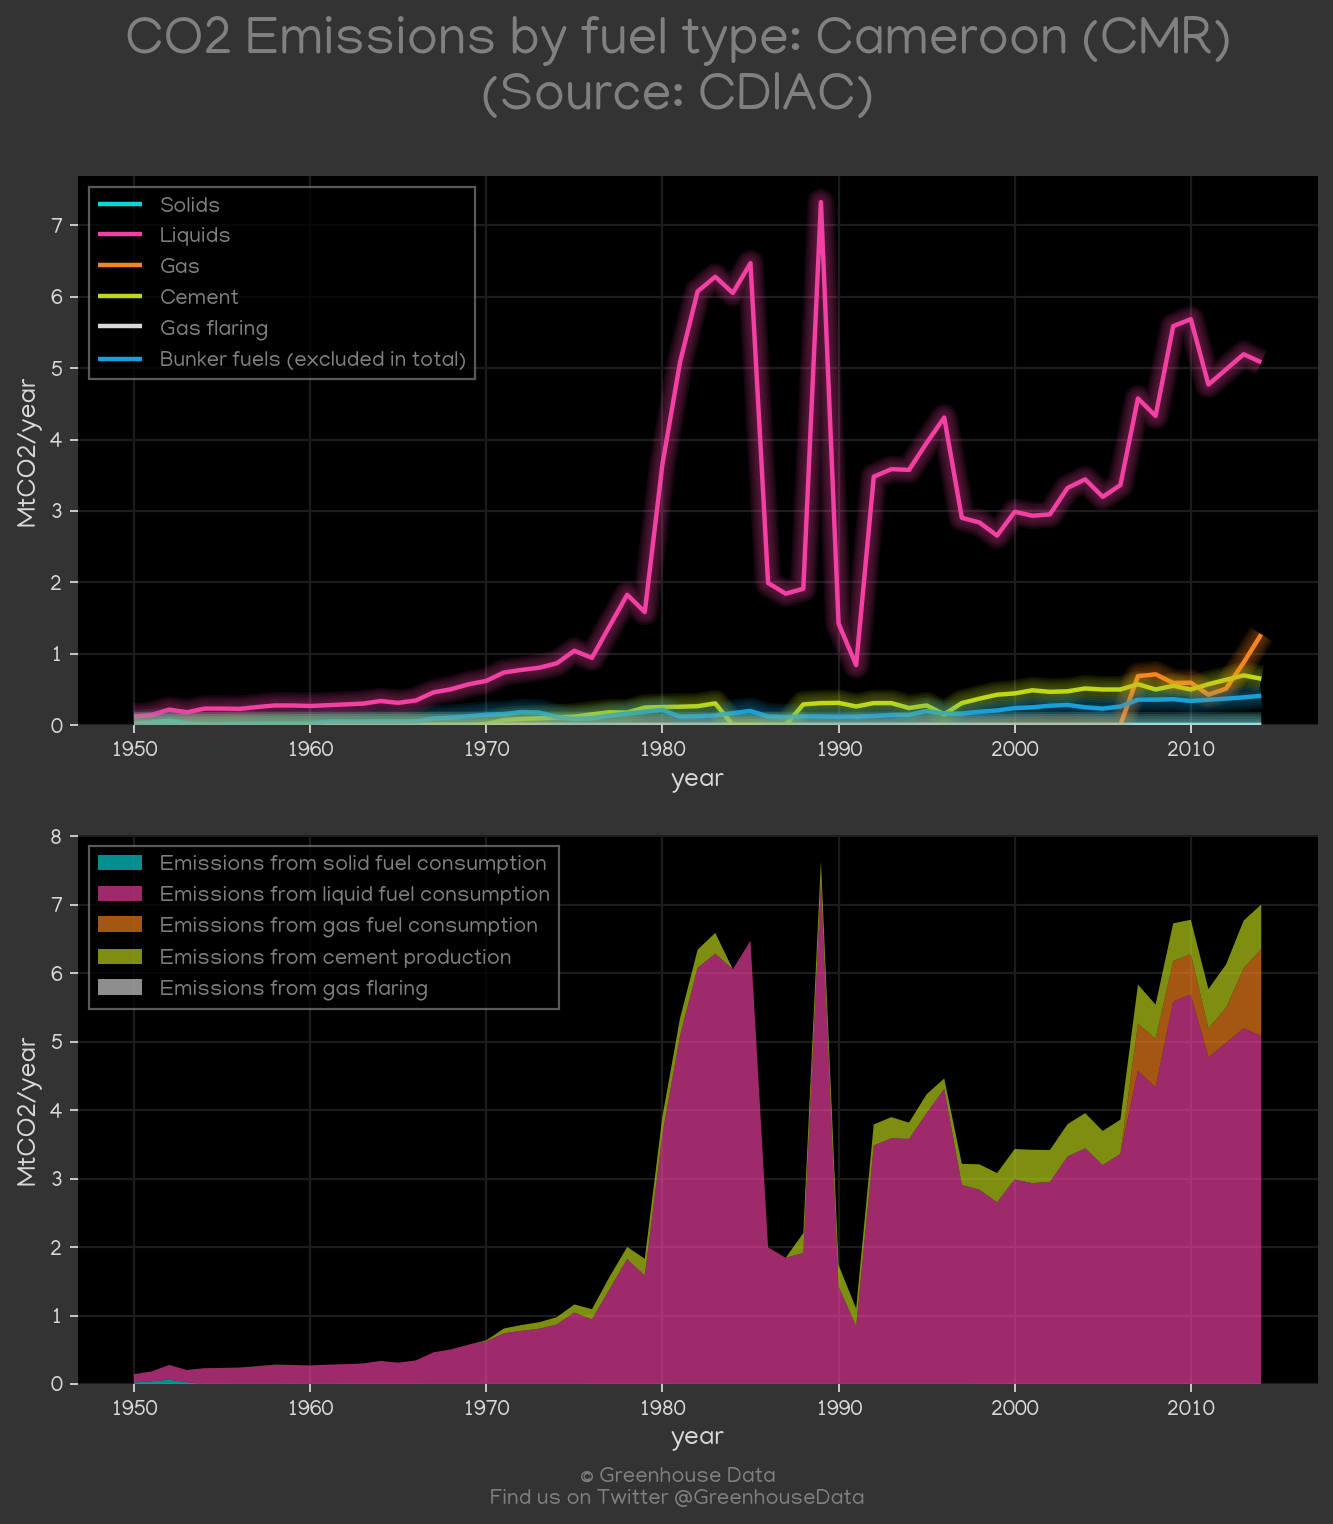 CO2 Emissions by fuel type: Cameroon (CMR)
(Source: CDIAC)
Solids
Liquids
Gas
Cement
Gas flaring
Bunker fuels (excluded in total)
MtCO2/year
7
6
5
4
3
2
1
0
1950 1960 1970 1980 1990 2000 2010
year
Emissions from solid fuel consumption
Emissions from liquid fuel consumption
Emissions from gas fuel consumption
Emissions from cement production
Emissions from gas flaring
MtCO2/year
8
7
6
5
4
3
2
1
0
1950 1960 1970 1980 1990 2000 2010
year
© Greenhouse Data
Find us on Twitter @GreenhouseData